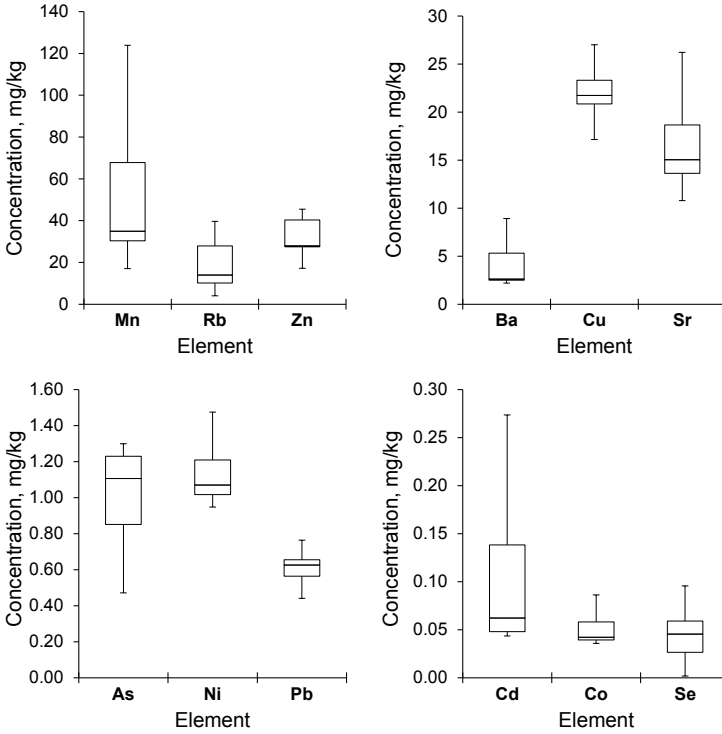 Concentration, mg/kg
140
120
100
80
60
40
20
0
Mn Rb Zn
Element
Concentration, mg/kg
30
25
20
15
10
5
0
Ba Cu Sr
Element
Concentration, mg/kg
1.60
1.40
1.20
1.00
0.80
0.60
0.40
0.20
0.00
As Ni Pb
Element
Concentration, mg/kg
0.30
0.25
0.20
0.15
0.10
0.05
0.00
Cd Co Se
Element